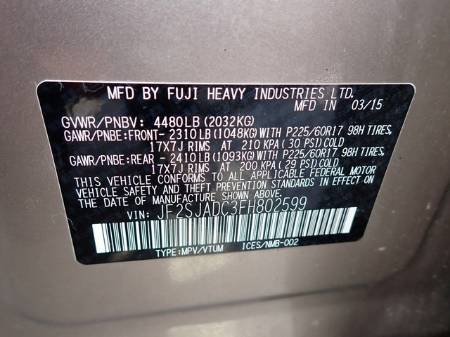 MFD BY FUJI HEAVY INDUSTRIES LTD.
MFD IN 03/15
GVWR/PNBV: 4480LB (2032KG)
GAWR/PNBE:FRONT-2310LB(1048KG)WITH P225/60R17 98H TIRES,
17X7J RIMS AT 210 KPA(30 PSI)COLD
GAWR/PNBE:REAR -2410LB(1093KG)WITH P225/60R17 98H TIRES,
17X7J RIMS AT 200 KPA(29 PSI)COLD
THIS VEHICLE CONFORMS TO ALL APPLICABLE FEDERAL MOTOR
VEHICLE SAFETY AND BUMPER STANDARDS IN EFFECT ON THE DATE OF
MANUFACTURE SHOWN ABOVE.
VIN: JF2SJADC3FH802599
TYPE:MPV/VTUM ICES/NMB-002